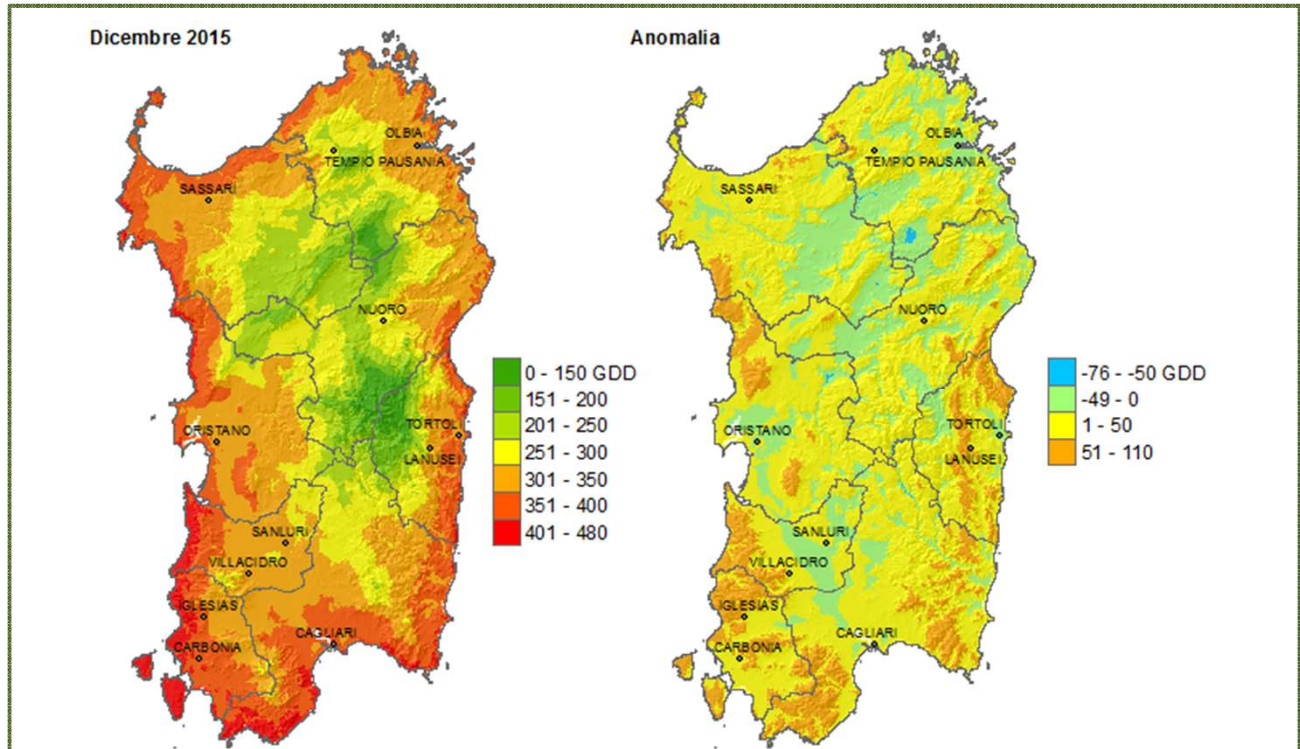 Dicembre 2015
OLBIA
TEMPIO PAUSANIA
SASSARI
NUORO
ORISTANO
TORTOLI
LANUSEI
SANLURI
VILLACIDRO
IGLESIAS
CAGLIARI
CARBONIA
0 - 150 GDD
151 - 200
201 - 250
251 - 300
301 - 350
351 - 400
401 - 480
Anomalia
OLBIA
TEMPIO PAUSANIA
SASSARI
NUORO
ORISTANO
TORTOLI
LANUSEI
SANLURI
VILLACIDRO
IGLESIAS
CAGLIARI
CARBONIA
-76 - -50 GDD
-49 - 0
1 - 50
51 - 110